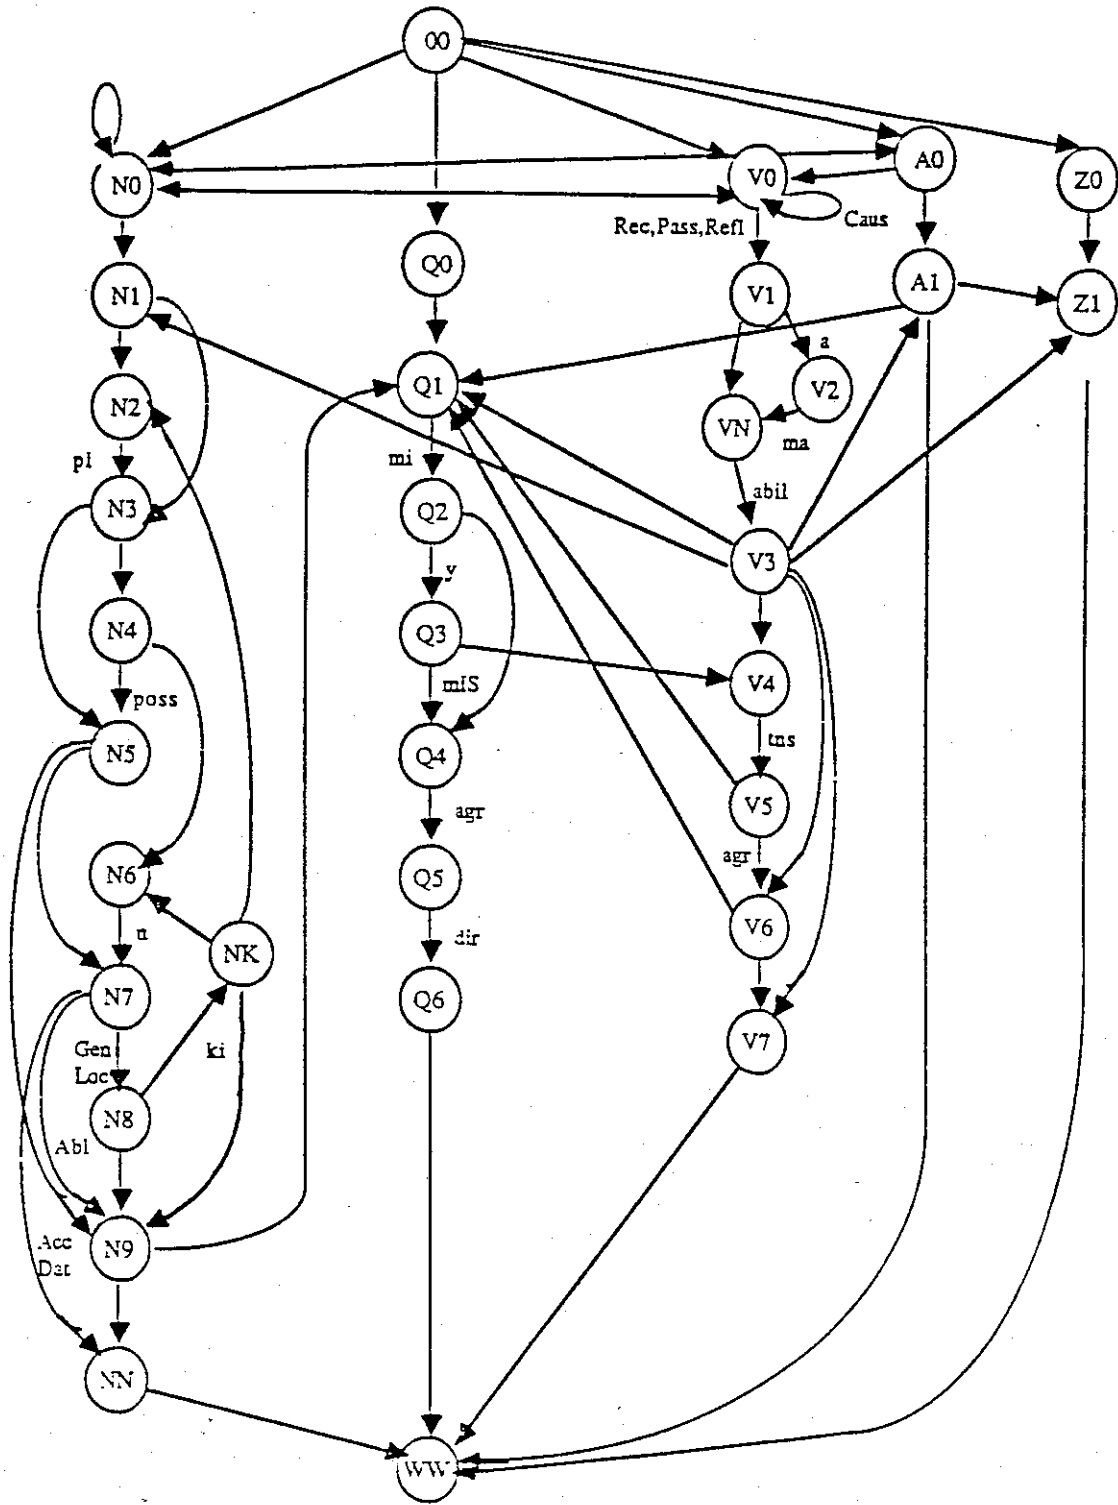 00
N0
V0
A0
Z0
Rec,Pass,Refl
Caus
Q0
N1
V1
A1
Z1
a
Q1
V2
N2
VN
ma
pl
mi
abil
N3
Q2
V3
y
N4
Q3
V4
poss
mIS
tns
N5
Q4
V5
agr
agr
N6
Q5
V6
n
dir
NK
N7
Q6
V7
Gen
ki
Loc
N8
Abl
Acc
N9
Dat
NN
WW